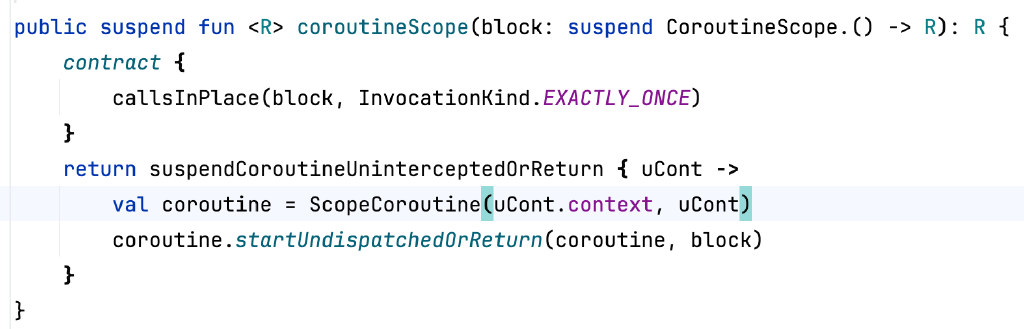 public suspend fun <R> coroutineScope(block: suspend CoroutineScope.() -> R): R {
    contract {
        callsInPlace(block, InvocationKind.EXACTLY_ONCE)
    }
    return suspendCoroutineUninterceptedOrReturn { uCont ->
        val coroutine = ScopeCoroutine(uCont.context, uCont)
        coroutine.startUndispatchedOrReturn(coroutine, block)
    }
}